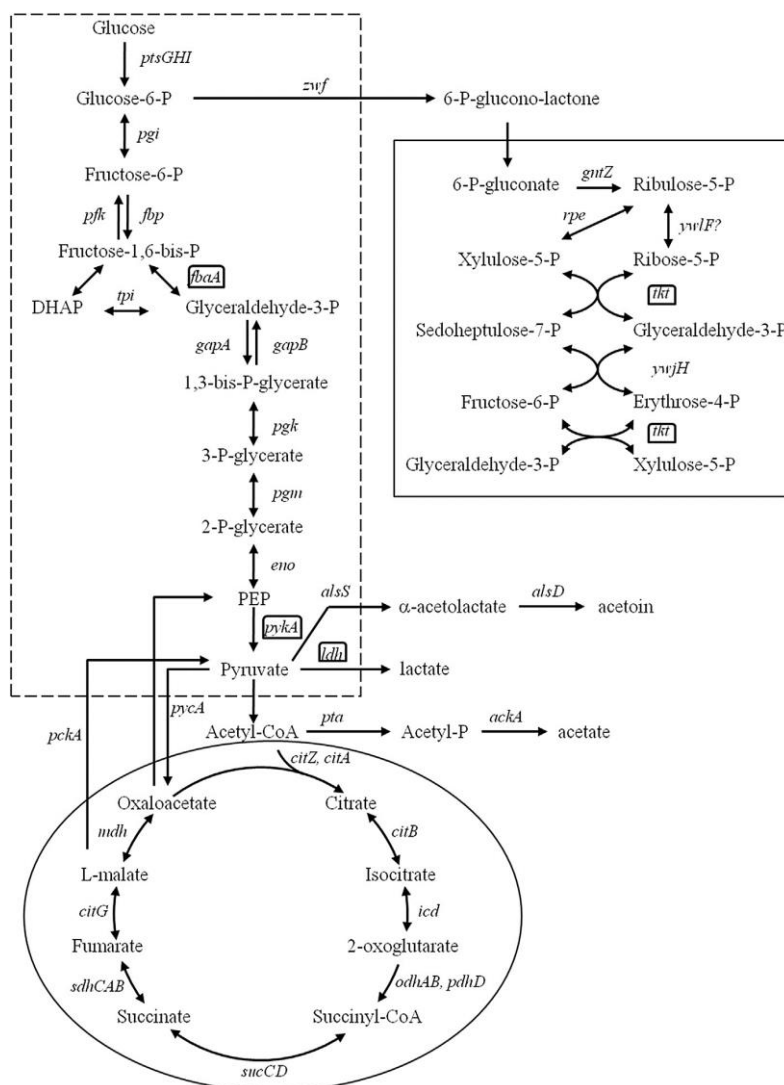 Glucose
ptsGHI
Glucose-6-P
zwf
6-P-glucono-lactone
pgi
Fructose-6-P
pfk
fbp
Fructose-1,6-bis-P
fbaA
DHAP
tpi
Glyceraldehyde-3-P
gapA
gapB
1,3-bis-P-glycerate
pgk
3-P-glycerate
pgm
2-P-glycerate
eno
PEP
pykA
Pyruvate
6-P-gluconate
gntZ
Ribulose-5-P
rpe
ywlF?
Xylulose-5-P
Ribose-5-P
tkt
Sedoheptulose-7-P
Glyceraldehyde-3-P
ywjH
Fructose-6-P
Erythrose-4-P
tkt
Glyceraldehyde-3-P
Xylulose-5-P
alsS
α-acetolactate
alsD
acetoin
ldh
lactate
pckA
pycA
Acetyl-CoA
pta
Acetyl-P
ackA
acetate
citZ, citA
Oxaloacetate
Citrate
mdh
citB
L-malate
Isocitrate
citG
icd
Fumarate
2-oxoglutarate
sdhCAB
odhAB, pdhD
Succinate
Succinyl-CoA
sucCD